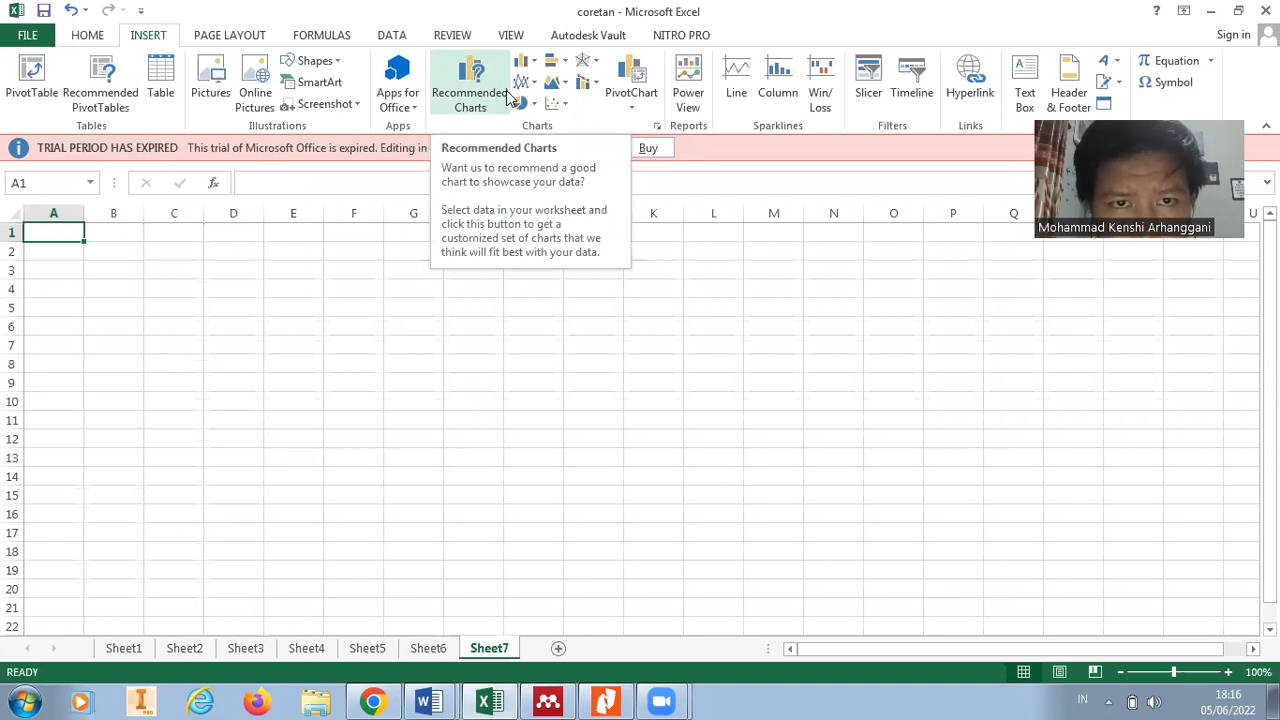 coretan - Microsoft Excel
FILE HOME INSERT PAGE LAYOUT FORMULAS DATA REVIEW VIEW Autodesk Vault NITRO PRO Sign in
PivotTable
Recommended
PivotTables
Table
Tables
Pictures
Online
Pictures
Shapes
SmartArt
Screenshot
Illustrations
Apps for
Office
Apps
Recommended
Charts
PivotChart
Charts
Power
View
Reports
Line
Column
Win/
Loss
Sparklines
Slicer
Timeline
Filters
Hyperlink
Links
Text
Box
Header
& Footer
Equation
Symbol
TRIAL PERIOD HAS EXPIRED This trial of Microsoft Office is expired. Editing in
Buy
Recommended Charts
Want us to recommend a good
chart to showcase your data?
Select data in your worksheet and
click this button to get a
customized set of charts that we
think will fit best with your data.
Mohammad Kenshi Arhanggani
A1
fx
A B C D E F G K L M N O P Q U
1
2
3
4
5
6
7
8
9
10
11
12
13
14
15
16
17
18
19
20
21
22
Sheet1 Sheet2 Sheet3 Sheet4 Sheet5 Sheet6 Sheet7
READY
100%
IN
18:16
05/06/2022